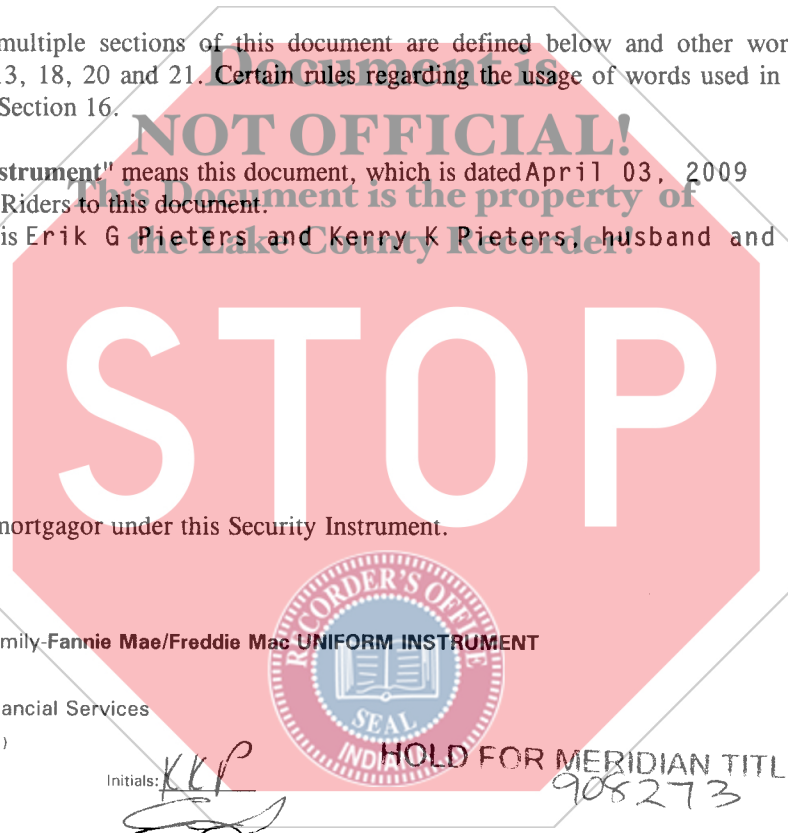 multiple sections of this document are defined below and other wor
Document is
13, 18, 20 and 21. Certain rules regarding the usage of words used in
Section 16.
NOT OFFICIAL!
strument" means this document, which is dated April 03, 2009
This Document is the property of
Riders to this document.
is Erik G Pieters and Kerry K Pieters, husband and
the Lake County Recorder!
STOP
mortgagor under this Security Instrument.
RECORDER'S OFFICE
mily-Fannie Mae/Freddie Mac UNIFORM INSTRUMENT
ancial Services
)
SEAL
INDIANA
HOLD FOR MERIDIAN TITL
908273
Initials: KKP